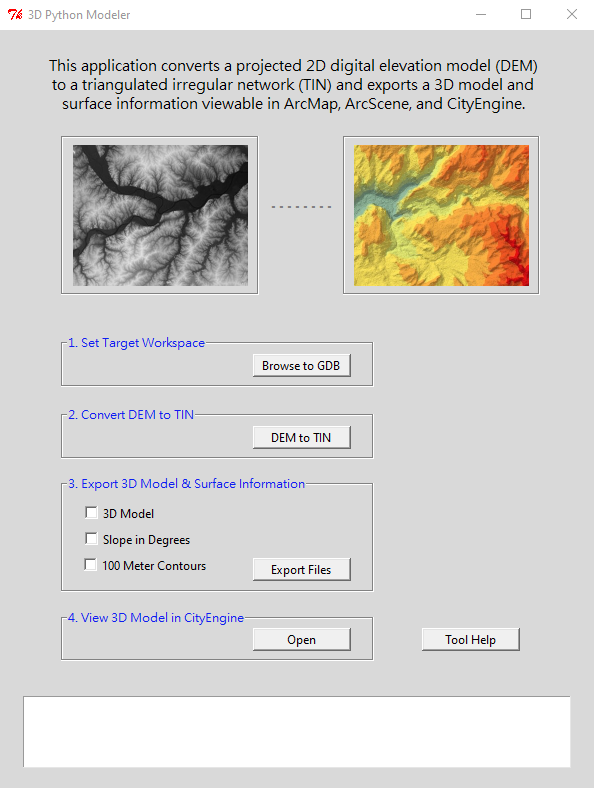 3D Python Modeler
This application converts a projected 2D digital elevation model (DEM)
to a triangulated irregular network (TIN) and exports a 3D model and
surface information viewable in ArcMap, ArcScene, and CityEngine.
--------
1. Set Target Workspace
Browse to GDB
2. Convert DEM to TIN
DEM to TIN
3. Export 3D Model & Surface Information
3D Model
Slope in Degrees
100 Meter Contours
Export Files
4. View 3D Model in CityEngine
Open
Tool Help